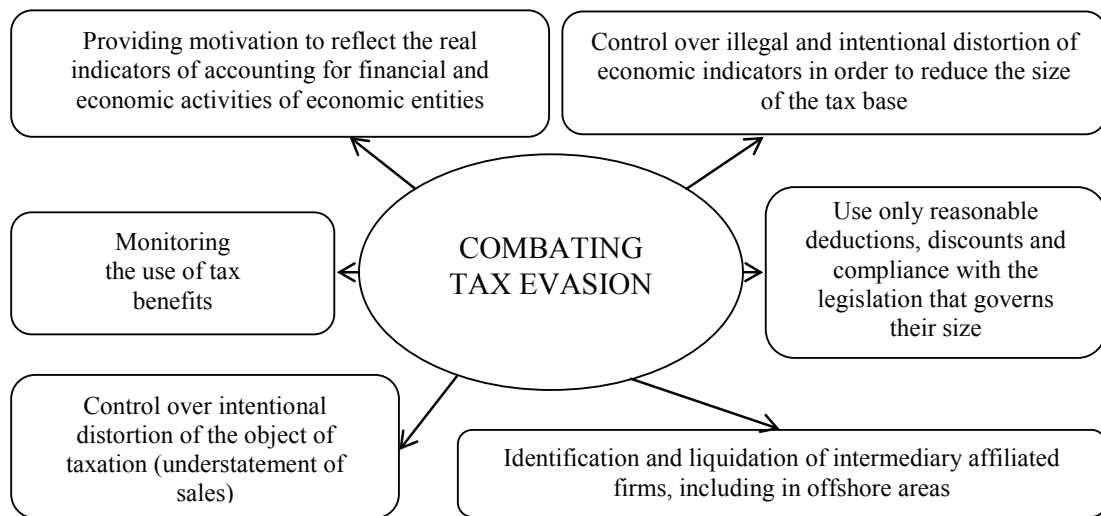 Providing motivation to reflect the real
indicators of accounting for financial and
economic activities of economic entities
Control over illegal and intentional distortion of
economic indicators in order to reduce the size
of the tax base
Monitoring
the use of tax
benefits
COMBATING
TAX EVASION
Use only reasonable
deductions, discounts and
compliance with the
legislation that governs
their size
Control over intentional
distortion of the object of
taxation (understatement of
sales)
Identification and liquidation of intermediary affiliated
firms, including in offshore areas